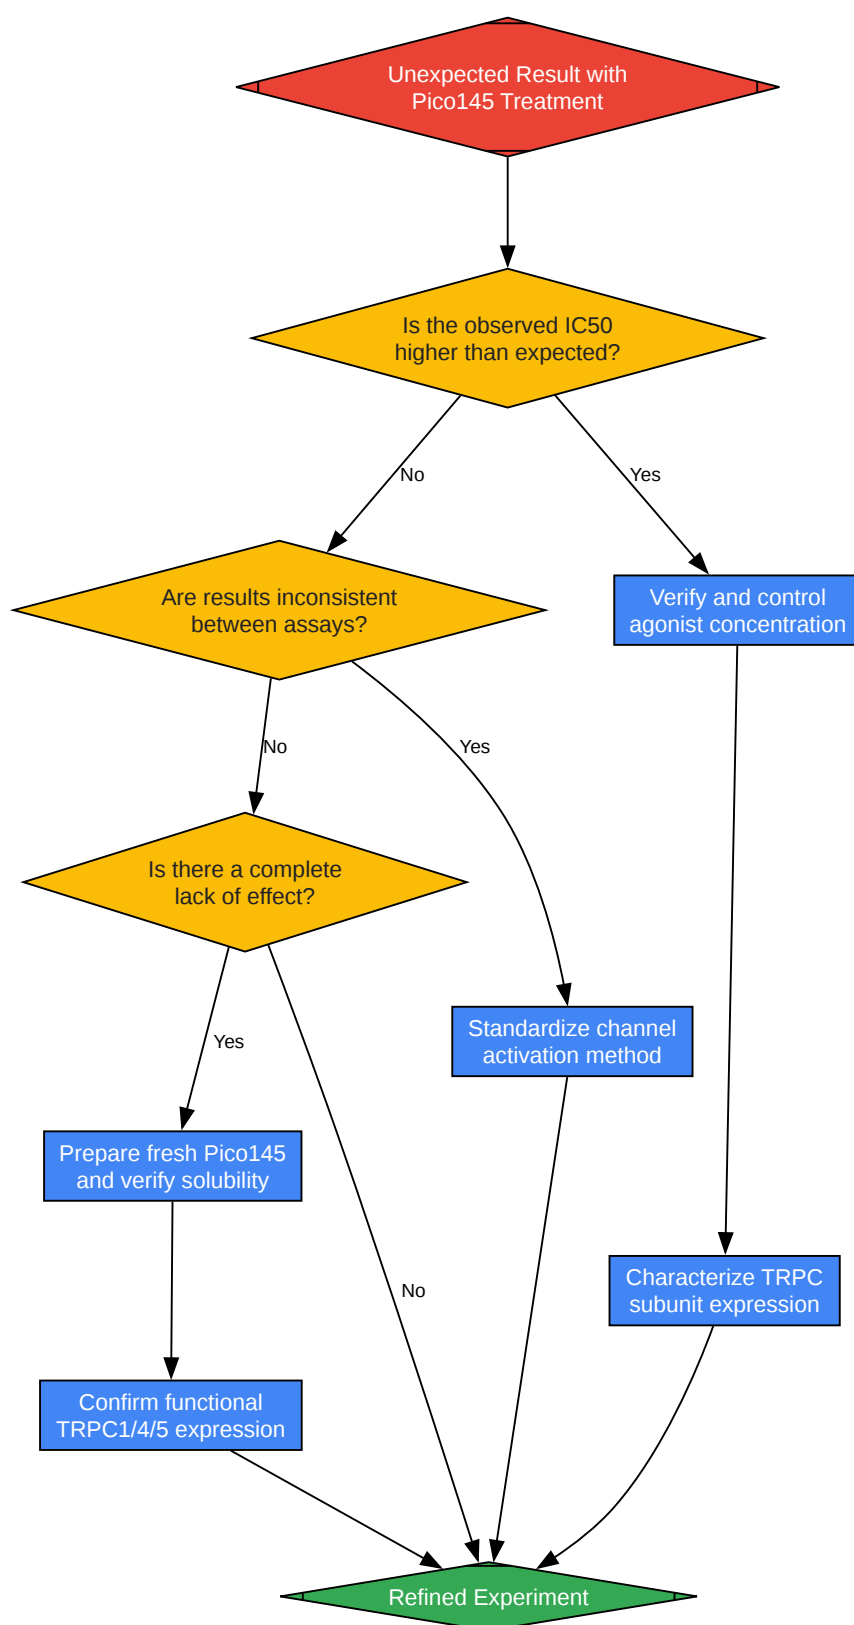 Unexpected Result with
Pico145 Treatment
Is the observed IC50
higher than expected?
No
Yes
Are results inconsistent
between assays?
Verify and control
agonist concentration
No
Yes
Is there a complete
lack of effect?
Standardize channel
activation method
Yes
Prepare fresh Pico145
and verify solubility
No
Characterize TRPC
subunit expression
Confirm functional
TRPC1/4/5 expression
Refined Experiment